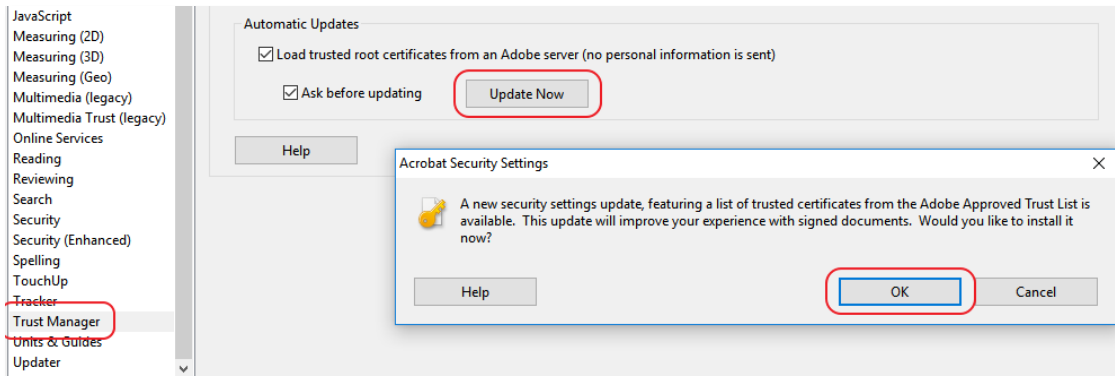 JavaScript
Measuring (2D)
Measuring (3D)
Measuring (Geo)
Multimedia (legacy)
Multimedia Trust (legacy)
Online Services
Reading
Reviewing
Search
Security
Security (Enhanced)
Spelling
TouchUp
Tracker
Trust Manager
Units & Guides
Updater
Automatic Updates
Load trusted root certificates from an Adobe server (no personal information is sent)
Ask before updating
Update Now
Help
Acrobat Security Settings
A new security settings update, featuring a list of trusted certificates from the Adobe Approved Trust List is
available. This update will improve your experience with signed documents. Would you like to install it
now?
Help
OK
Cancel